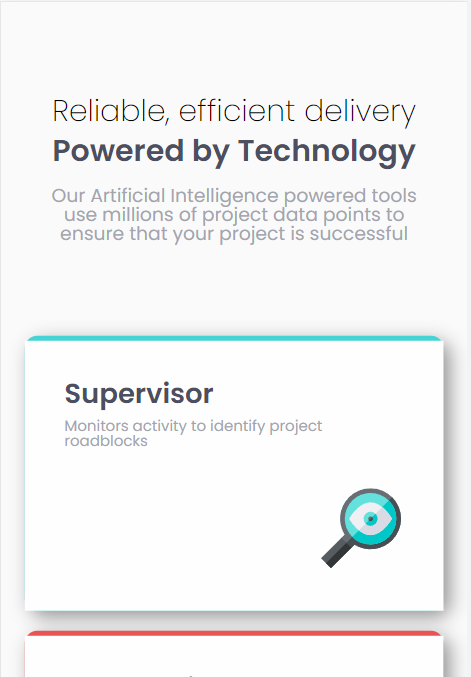 Reliable, efficient delivery
Powered by Technology
Our Artificial Intelligence powered tools
use millions of project data points to
ensure that your project is successful
Supervisor
Monitors activity to identify project
roadblocks